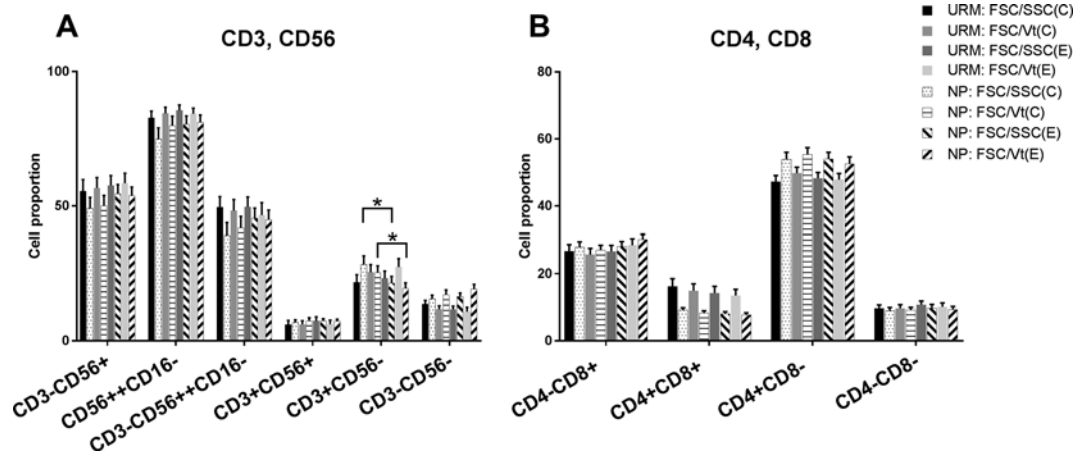 A
CD3, CD56
B
CD4, CD8
URM: FSC/SSC(C)
URM: FSC/Vt(C)
URM: FSC/SSC(E)
URM: FSC/Vt(E)
NP: FSC/SSC(C)
NP: FSC/Vt(C)
NP: FSC/SSC(E)
NP: FSC/Vt(E)
Cell proportion
100
50
0
*
*
CD3-CD56+
CD56++CD16-
CD3-CD56++CD16-
CD3+CD56+
CD3+CD56-
CD3-CD56-
Cell proportion
80
60
40
20
0
CD4-CD8+
CD4+CD8+
CD4+CD8-
CD4-CD8-